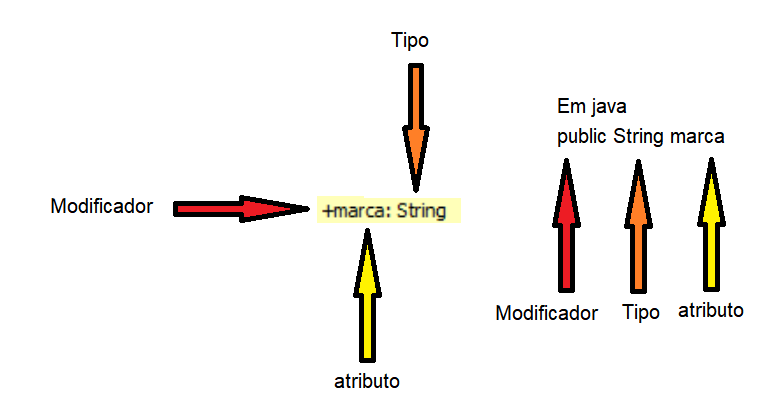 Tipo
Em java
public String marca
Modificador
+marca: String
Modificador
Tipo
atributo
atributo